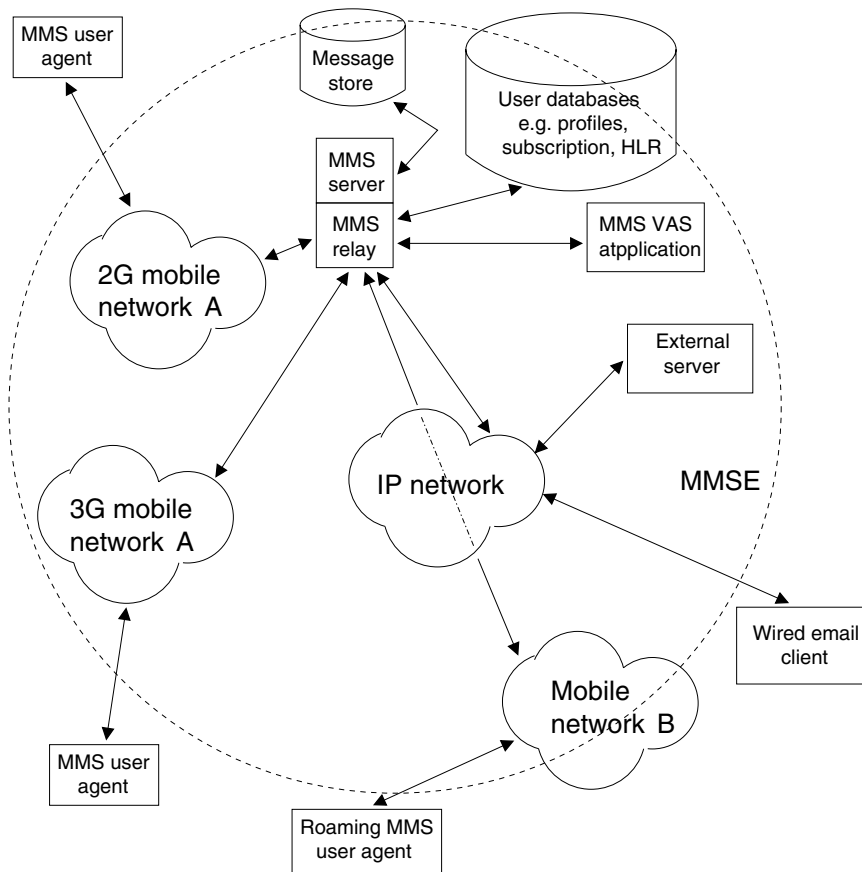 MMS user
agent
Message
store
User databases
e.g. profiles,
subscription, HLR
MMS
server
MMS
relay
MMS VAS
atpplication
2G mobile
network A
External
server
IP network
MMSE
3G mobile
network A
Wired email
client
Mobile
network B
MMS user
agent
Roaming MMS
user agent